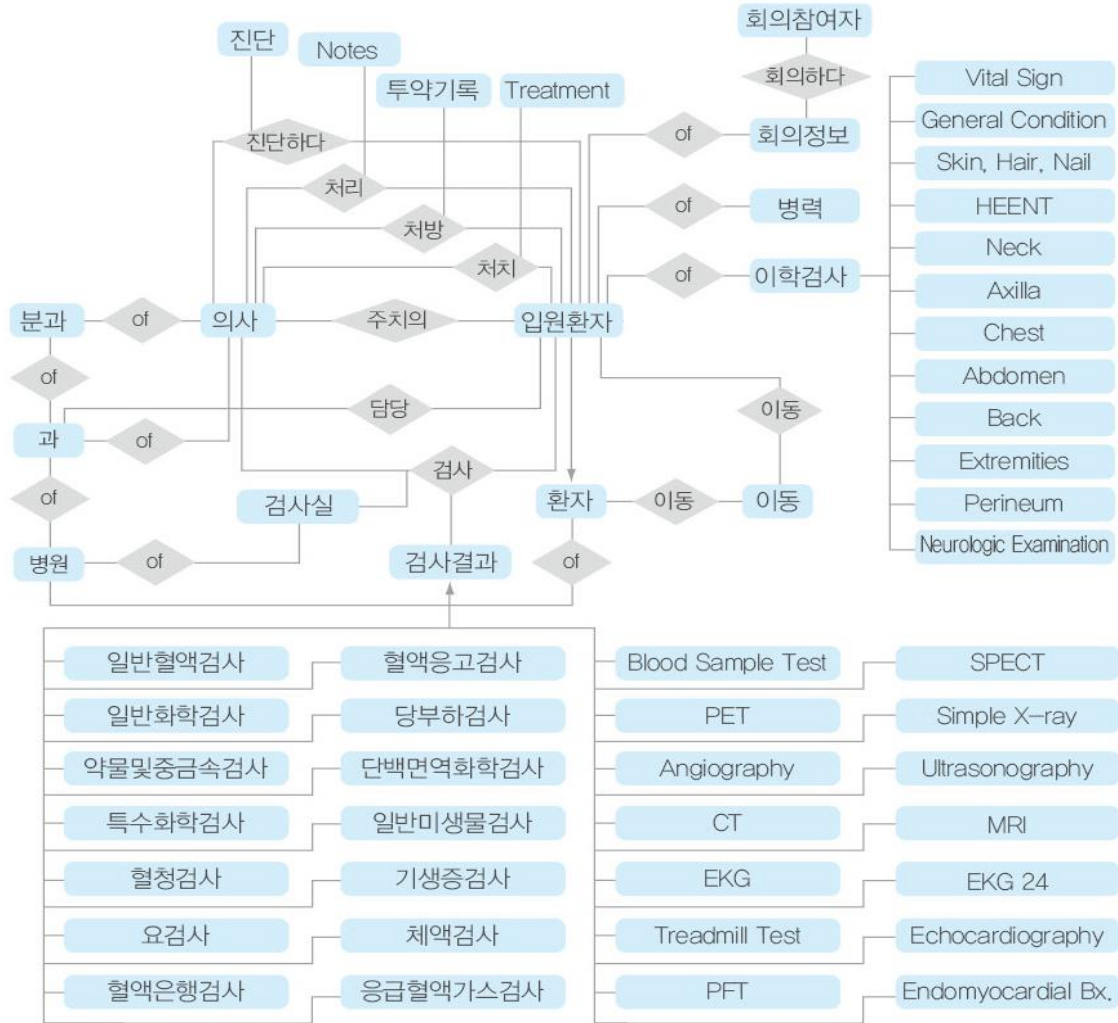 진단
Notes
회의참여자
투약기록
Treatment
회의하다
Vital Sign
진단하다
of
회의정보
General Condition
Skin, Hair, Nail
처리
of
병력
HEENT
처방
Neck
처치
of
이학검사
Axilla
분과
of
의사
주치의
입원환자
Chest
of
Abdomen
담당
이동
Back
과
of
검사
Extremities
of
검사실
환자
이동
이동
Perineum
병원
of
검사결과
of
Neurologic Examination
일반혈액검사
혈액응고검사
Blood Sample Test
SPECT
일반화학검사
당부하검사
PET
Simple X-ray
약물및중금속검사
단백면역화학검사
Angiography
Ultrasonography
특수화학검사
일반미생물검사
CT
MRI
혈청검사
기생증검사
EKG
EKG 24
요검사
체액검사
Treadmill Test
Echocardiography
혈액은행검사
응급혈액가스검사
PFT
Endomyocardial Bx.